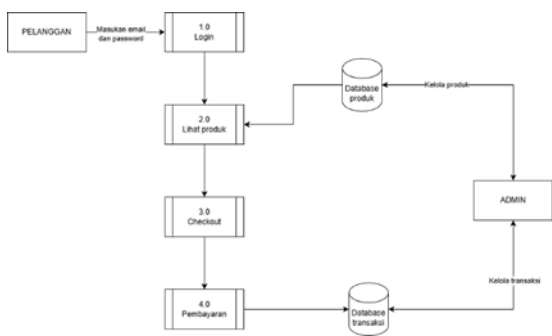 PELANGGAN
Masukan email
dan password
1.0
Login
2.0
Lihat produk
Database
produk
Kelola produk
3.0
Checkout
ADMIN
4.0
Pembayaran
Database
transaksi
Kelola transaksi